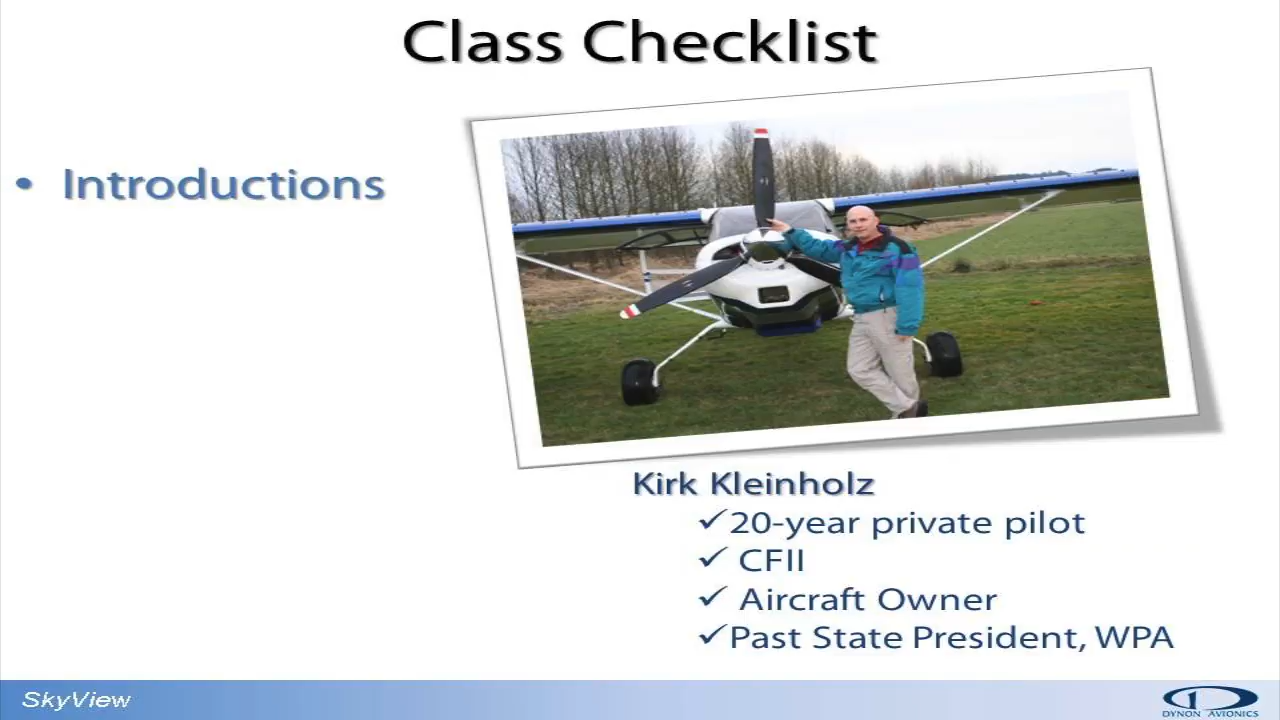 Class Checklist
• Introductions
Kirk Kleinholz
✓20-year private pilot
✓ CFII
✓ Aircraft Owner
✓Past State President, WPA
SkyView
DYNON AVIONICS